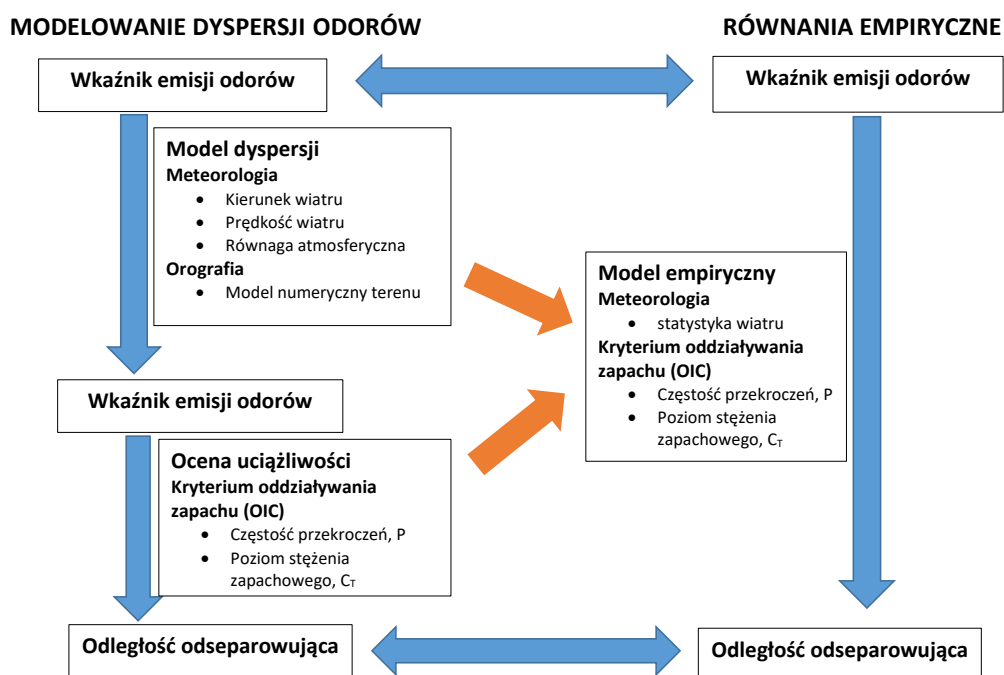 MODELOWANIE DYSPERSJI ODORÓW
RÓWNANIA EMPIRYCZNE
Wkaźnik emisji odorów
Wkaźnik emisji odorów
Model dyspersji
Meteorologia
• Kierunek wiatru
• Prędkość wiatru
• Równaga atmosferyczna
Orografia
• Model numeryczny terenu
Model empiryczny
Meteorologia
• statystyka wiatru
Kryterium oddziaływania
zapachu (OIC)
• Częstość przekroczeń, P
• Poziom stężenia
zapachowego, C_T
Wkaźnik emisji odorów
Ocena uciążliwości
Kryterium oddziaływania
zapachu (OIC)
• Częstość przekroczeń, P
• Poziom stężenia
zapachowego, C_T
Odległość odseparowująca
Odległość odseparowująca